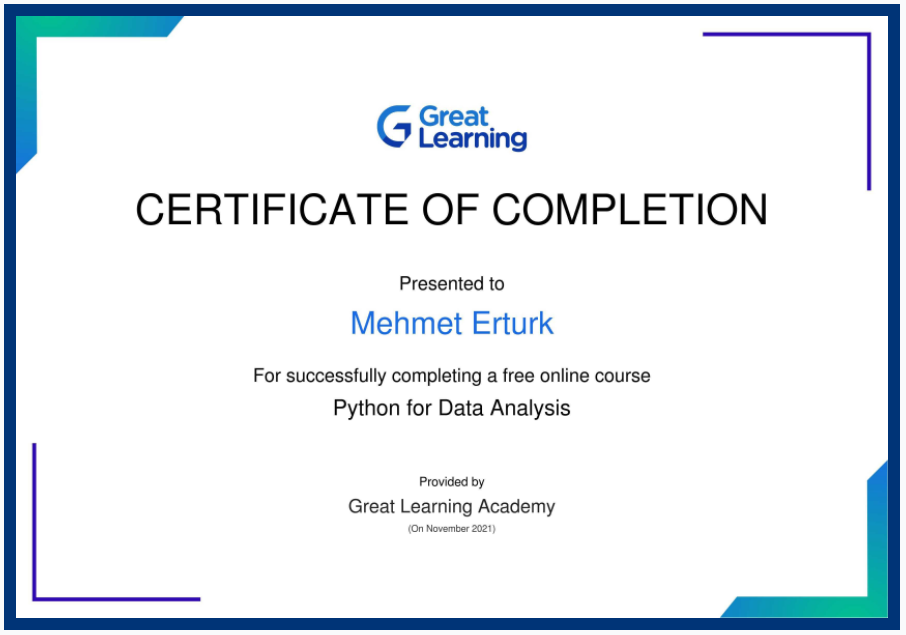 Great
Learning
CERTIFICATE OF COMPLETION
Presented to
Mehmet Erturk
For successfully completing a free online course
Python for Data Analysis
Provided by
Great Learning Academy
(On November 2021)